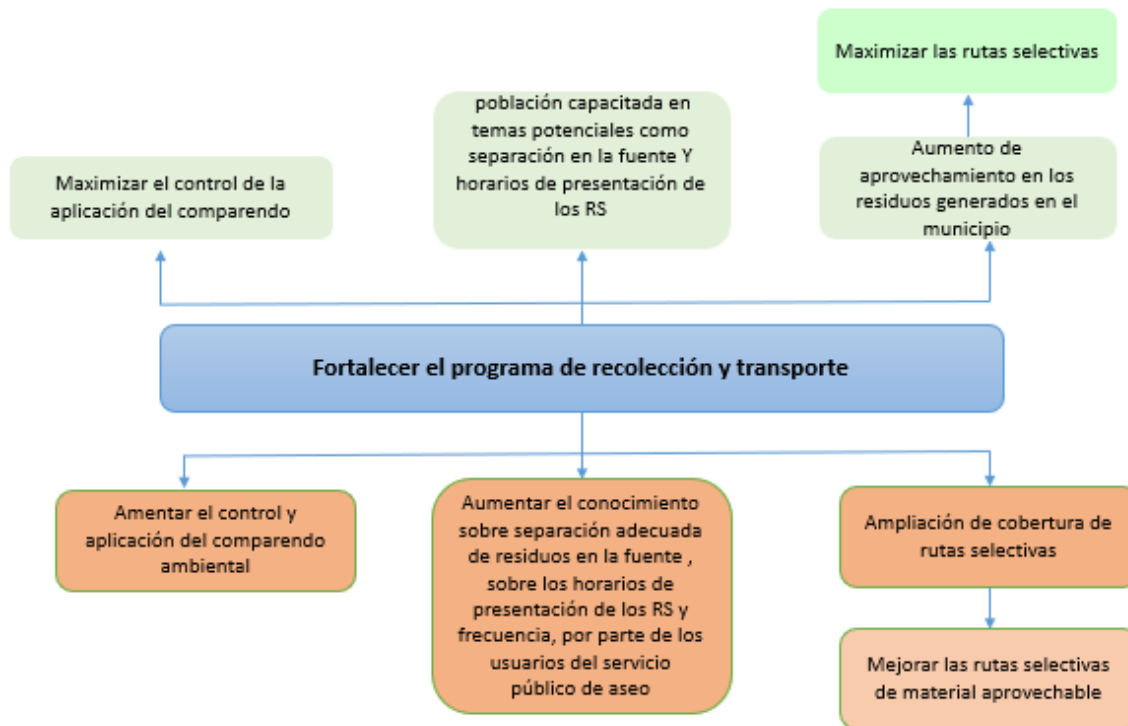 Maximizar las rutas selectivas
población capacitada en
temas potenciales como
separación en la fuente Y
horarios de presentación de
los RS
Maximizar el control de la
aplicación del comparendo
Aumento de
aprovechamiento en los
residuos generados en el
municipio
Fortalecer el programa de recolección y transporte
Amentar el control y
aplicación del comparendo
ambiental
Aumentar el conocimiento
sobre separación adecuada
de residuos en la fuente ,
sobre los horarios de
presentación de los RS y
frecuencia, por parte de los
usuarios del servicio
público de aseo
Ampliación de cobertura de
rutas selectivas
Mejorar las rutas selectivas
de material aprovechable